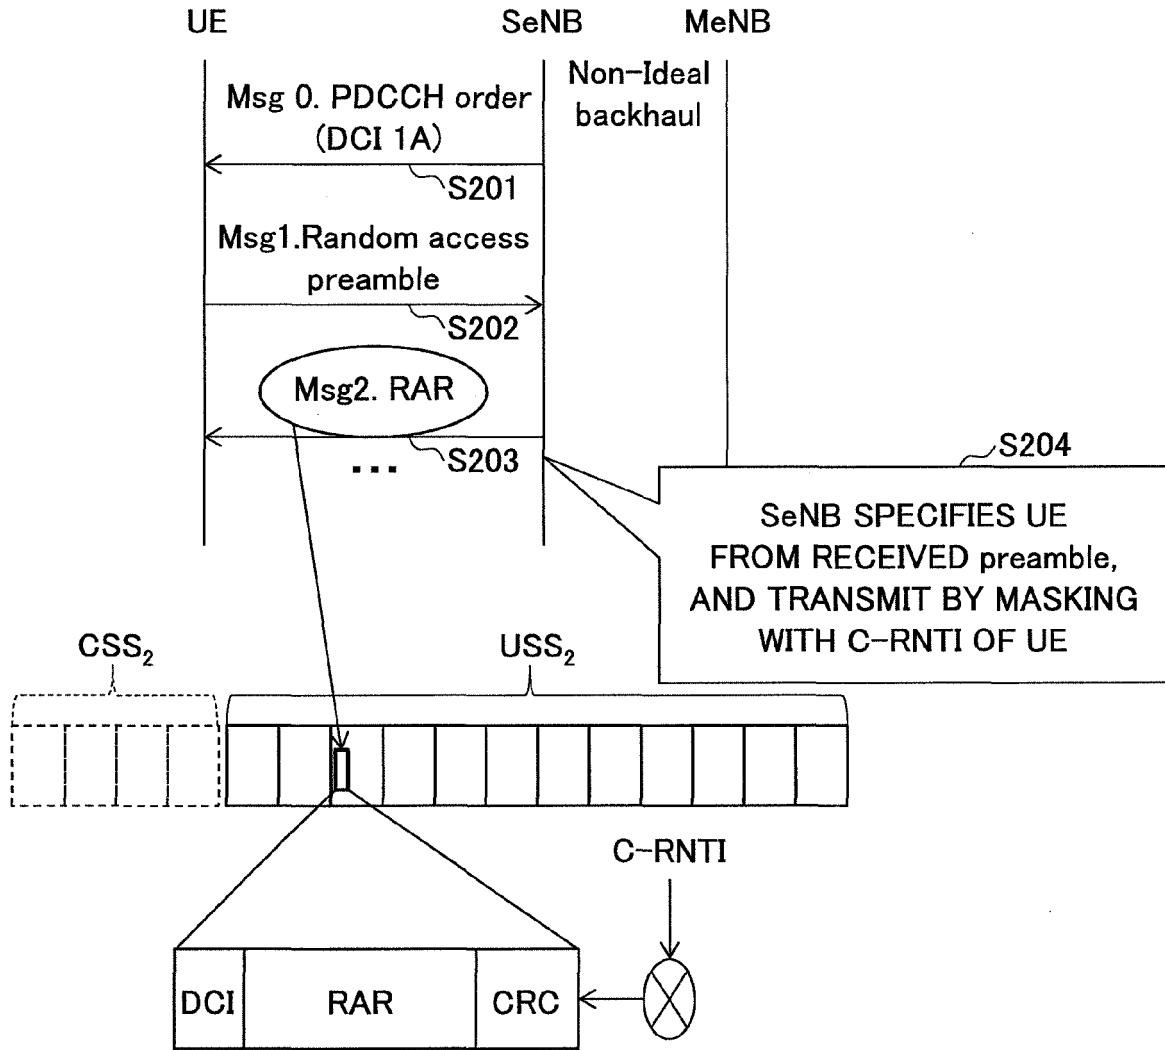 UE
SeNB
MeNB
Non-Ideal
backhaul
Msg 0. PDCCH order
(DCI 1A)
S201
Msg1.Random access
preamble
S202
Msg2. RAR
S203
...
S204
SeNB SPECIFIES UE
FROM RECEIVED preamble,
AND TRANSMIT BY MASKING
WITH C-RNTI OF UE
CSS₂
USS₂
C-RNTI
DCI
RAR
CRC